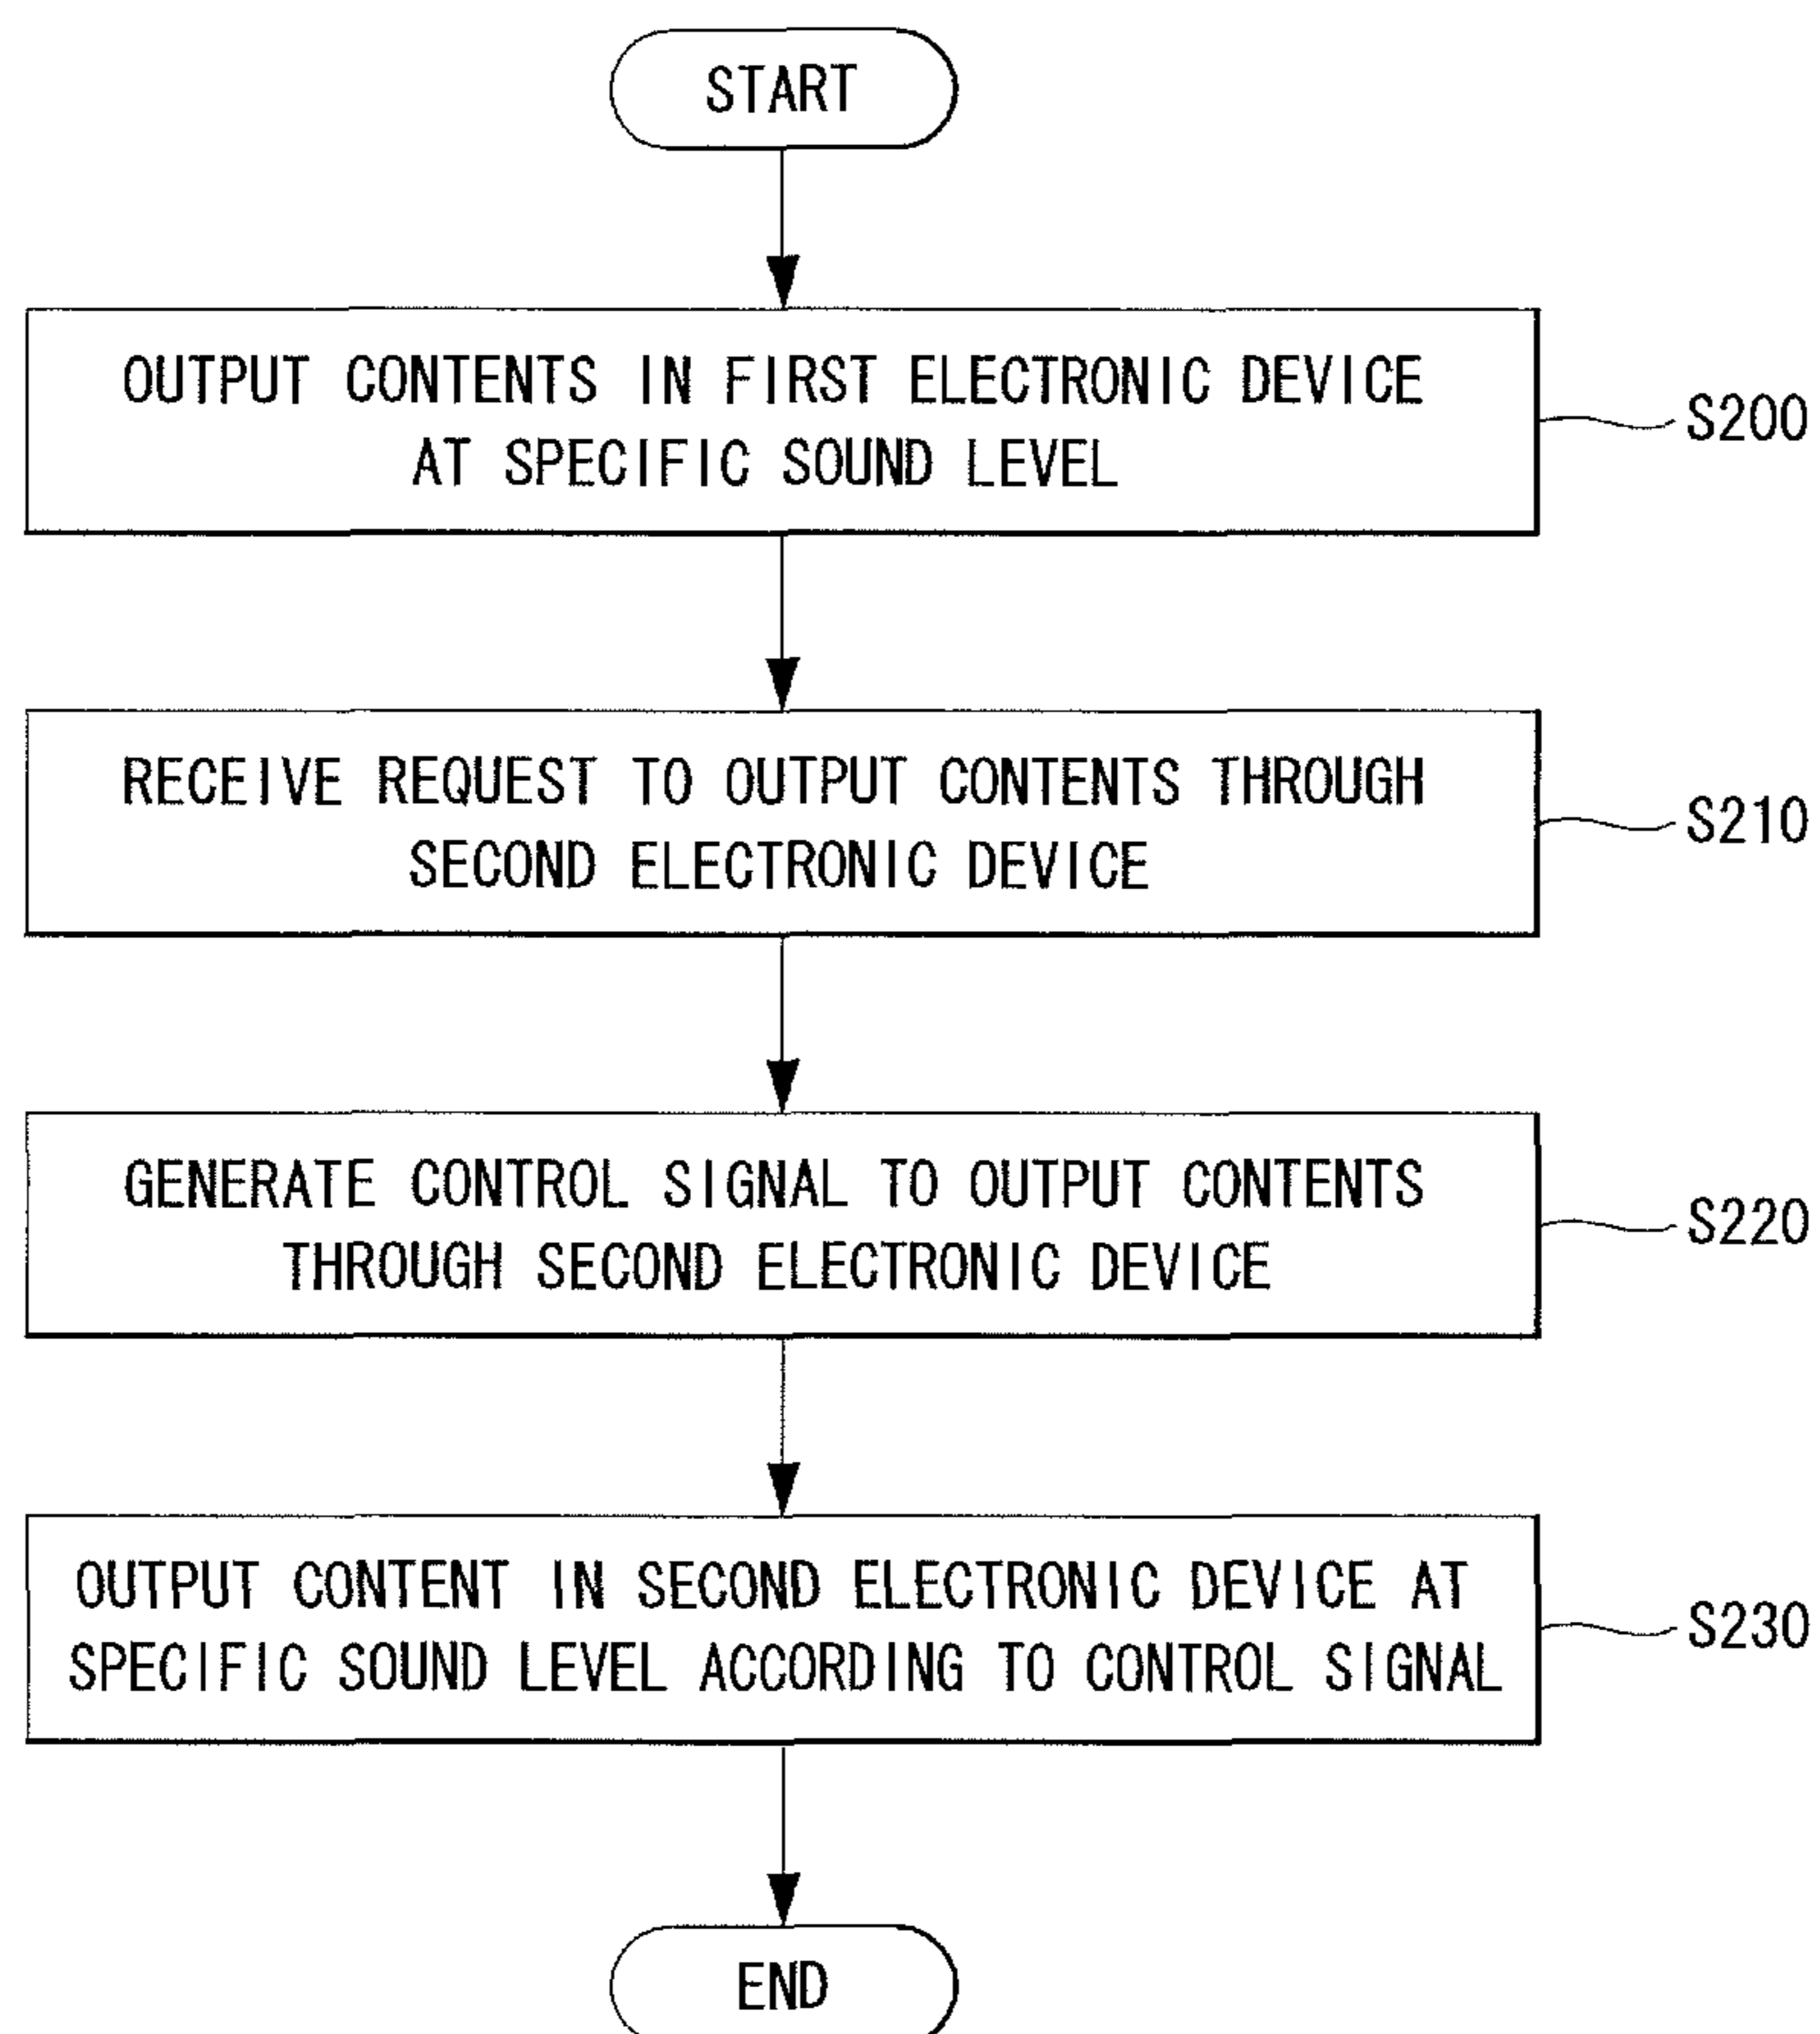 START
OUTPUT CONTENTS IN FIRST ELECTRONIC DEVICE
AT SPECIFIC SOUND LEVEL
S200
RECEIVE REQUEST TO OUTPUT CONTENTS THROUGH
SECOND ELECTRONIC DEVICE
S210
GENERATE CONTROL SIGNAL TO OUTPUT CONTENTS
THROUGH SECOND ELECTRONIC DEVICE
S220
OUTPUT CONTENT IN SECOND ELECTRONIC DEVICE AT
SPECIFIC SOUND LEVEL ACCORDING TO CONTROL SIGNAL
S230
END